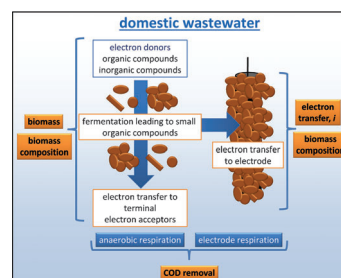 domestic wastewater
electron donors
organic compounds
inorganic compounds
biomass
biomass
composition
fermentation leading to small
organic compounds
electron transfer
to electrode
electron
transfer, i
biomass
composition
electron transfer to
terminal
electron acceptors
anaerobic respiration
electrode respiration
COD removal